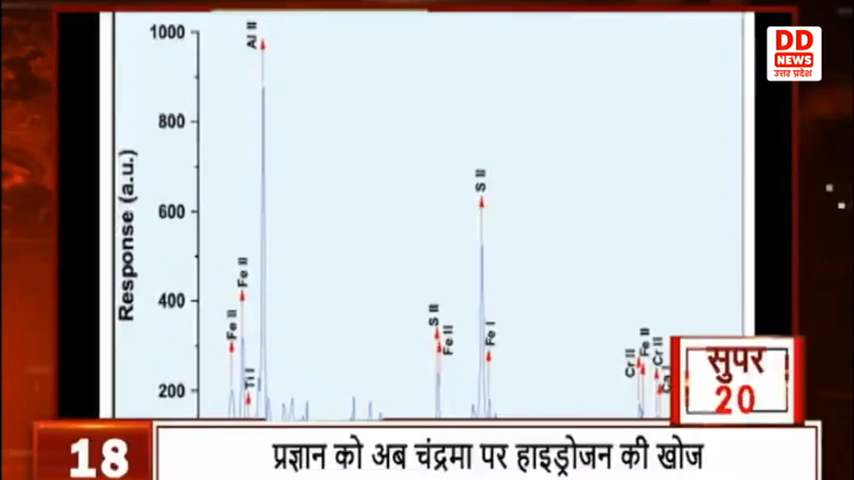 1000
800
600
400
200
Response (a.u.)
Fe II
Fe II
Ti I
Al II
S II
Fe II
S II
Fe I
Cr II
Fe II
Cr II
Ca I
DD
NEWS
उत्तर प्रदेश
सुपर
20
18
प्रज्ञान को अब चंद्रमा पर हाइड्रोजन की खोज